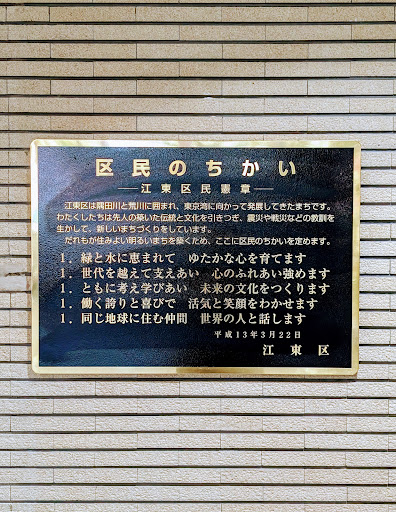 区民のちかい
―江東区民憲章―
江東区は隅田川と荒川に囲まれ、東京湾に向かって発展してきたまちです。
わたくしたちは先人の築いた伝統と文化を引きつぎ、震災や戦災などの教訓を
生かして、新しいまちづくりをしています。
だれもが住みよい明るいまちを築くため、ここに区民のちかいを定めます。
1．緑と水に恵まれて　ゆたかな心を育てます
1．世代を越えて支えあい　心のふれあい強めます
1．ともに考え学びあい　未来の文化をつくります
1．働く誇りと喜びで　活気と笑顔をわかせます
1．同じ地球に住む仲間　世界の人と話します
平成13年3月22日
江東区